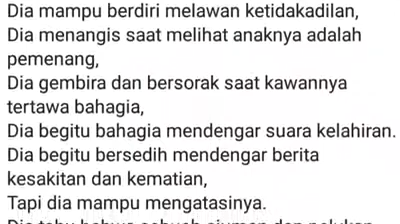 Dia mampu berdiri melawan ketidakadilan,
Dia menangis saat melihat anaknya adalah
pemenang,
Dia gembira dan bersorak saat kawannya
tertawa bahagia,
Dia begitu bahagia mendengar suara kelahiran.
Dia begitu bersedih mendengar berita
kesakitan dan kematian,
Tapi dia mampu mengatasinya.